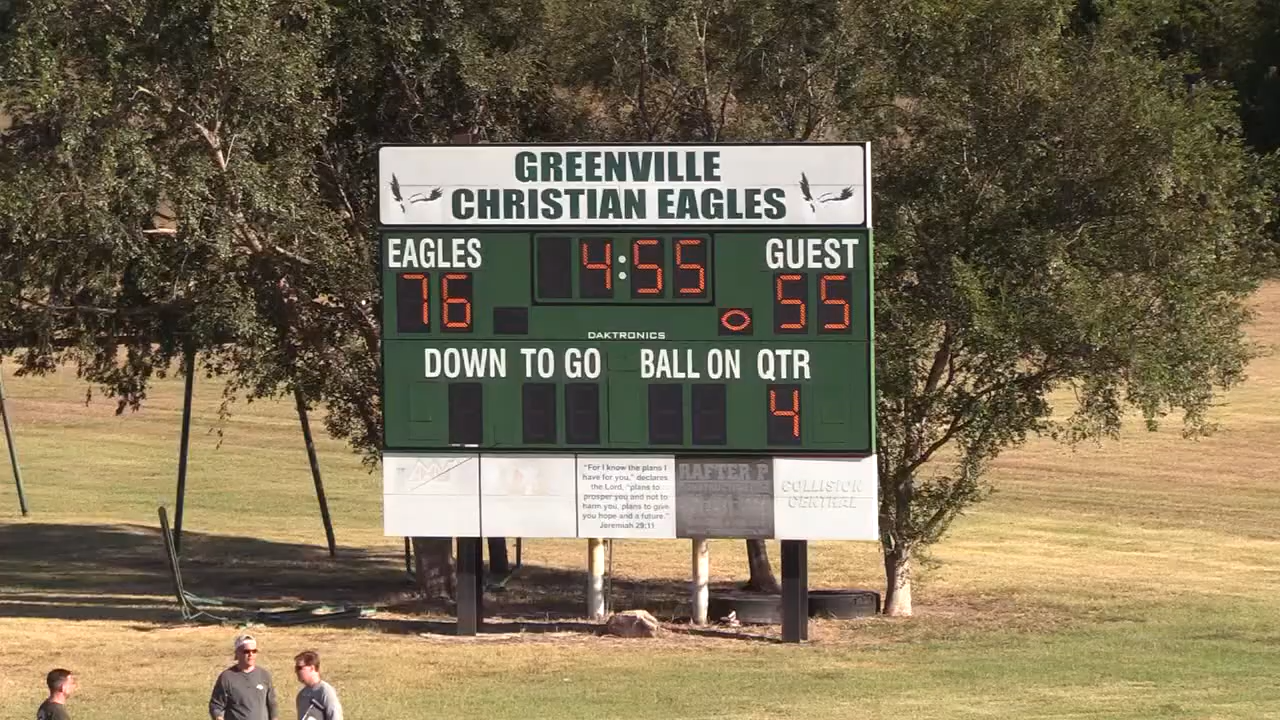 GREENVILLE
CHRISTIAN EAGLES
EAGLES
4:55
GUEST
76
55
DAKTRONICS
DOWN TO GO BALL ON QTR
4
"For I know the plans I
have for you," declares
the Lord, "plans to
prosper you and not to
harm you, plans to give
you hope and a future."
Jeremiah 29:11
RAFTER P
COLLISION
CENTRAL